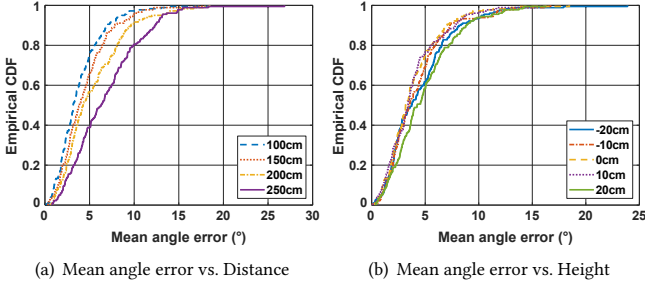 1
0.8
0.6
0.4
0.2
0
Empirical CDF
100cm
150cm
200cm
250cm
0 5 10 15 20 25 30
Mean angle error (°)
(a) Mean angle error vs. Distance
1
0.8
0.6
0.4
0.2
0
Empirical CDF
-20cm
-10cm
0cm
10cm
20cm
0 5 10 15 20 25
Mean angle error (°)
(b) Mean angle error vs. Height